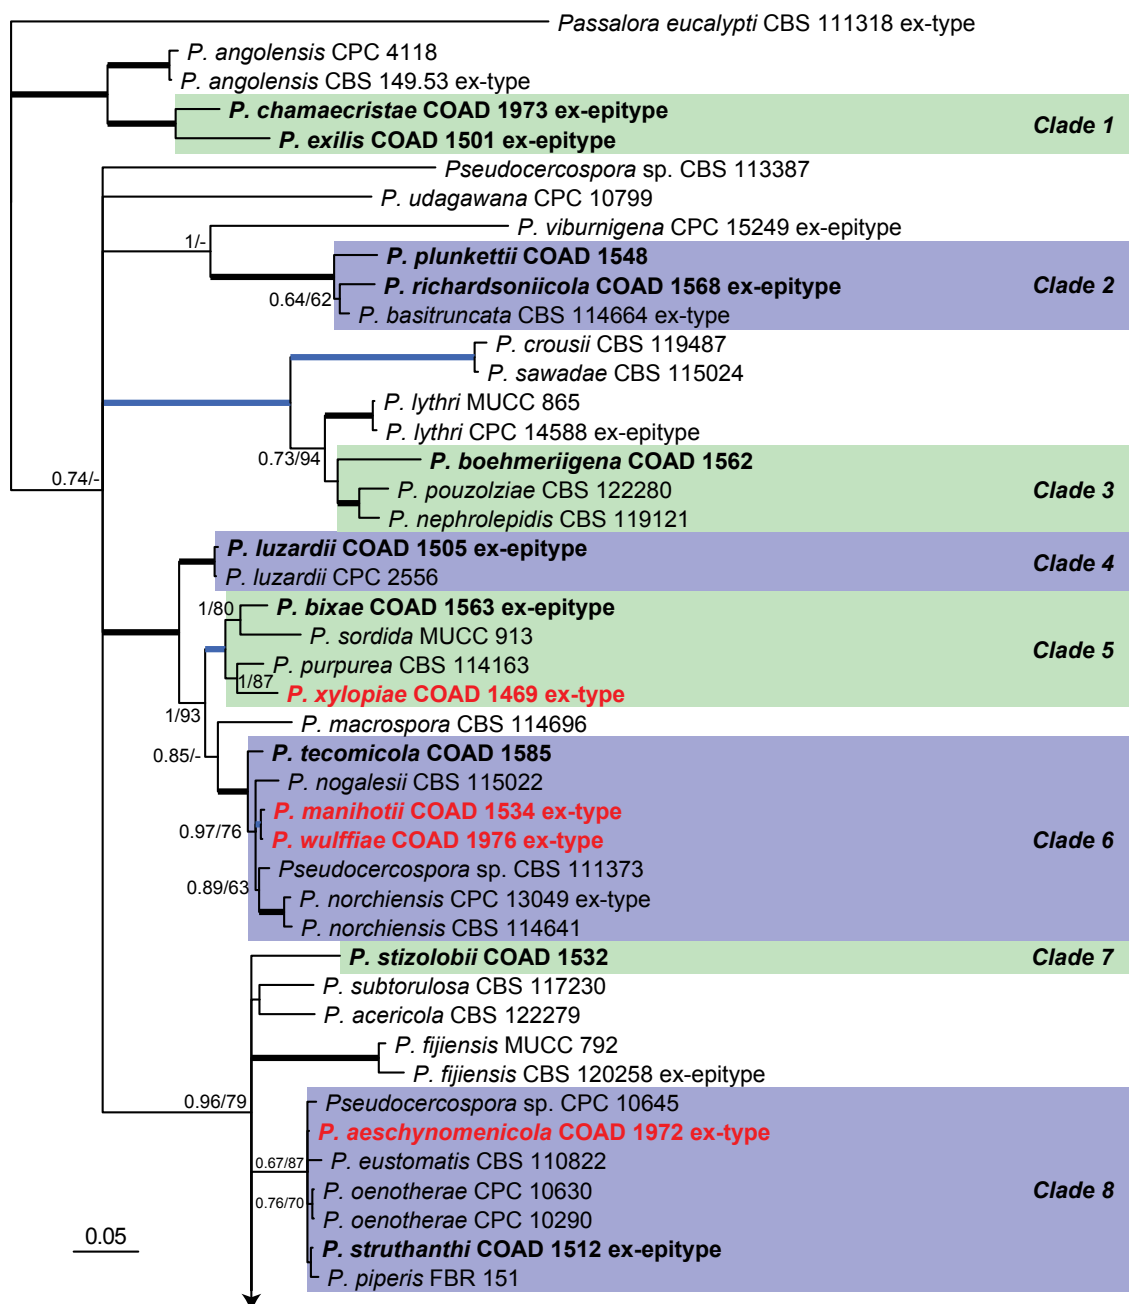 Passalora eucalypti CBS 111318 ex-type
P. angolensis CPC 4118
P. angolensis CBS 149.53 ex-type
P. chamaecristae COAD 1973 ex-epitype
Clade 1
P. exilis COAD 1501 ex-epitype
Pseudocercospora sp. CBS 113387
P. udagawana CPC 10799
P. viburnigena CPC 15249 ex-epitype
1/-
P. plunkettii COAD 1548
P. richardsoniicola COAD 1568 ex-epitype
Clade 2
0.64/62
P. basitruncata CBS 114664 ex-type
P. crousii CBS 119487
P. sawadae CBS 115024
P. lythri MUCC 865
P. lythri CPC 14588 ex-epitype
0.73/94
P. boehmeriigena COAD 1562
0.74/-
P. pouzolziae CBS 122280
Clade 3
P. nephrolepidis CBS 119121
P. luzardii COAD 1505 ex-epitype
Clade 4
P. luzardii CPC 2556
1/80
P. bixae COAD 1563 ex-epitype
P. sordida MUCC 913
Clade 5
P. purpurea CBS 114163
1/87
P. xylopiae COAD 1469 ex-type
1/93
P. macrospora CBS 114696
0.85/-
P. tecomicola COAD 1585
P. nogalesii CBS 115022
P. manihotii COAD 1534 ex-type
0.97/76
P. wulffiae COAD 1976 ex-type
Clade 6
Pseudocercospora sp. CBS 111373
0.89/63
P. norchiensis CPC 13049 ex-type
P. norchiensis CBS 114641
P. stizolobii COAD 1532
Clade 7
P. subtorulosa CBS 117230
P. acericola CBS 122279
P. fijiensis MUCC 792
P. fijiensis CBS 120258 ex-epitype
0.96/79
Pseudocercospora sp. CPC 10645
P. aeschynomenicola COAD 1972 ex-type
0.67/87
P. eustomatis CBS 110822
P. oenotherae CPC 10630
Clade 8
0.76/70
P. oenotherae CPC 10290
0.05
P. struthanthi COAD 1512 ex-epitype
P. piperis FBR 151